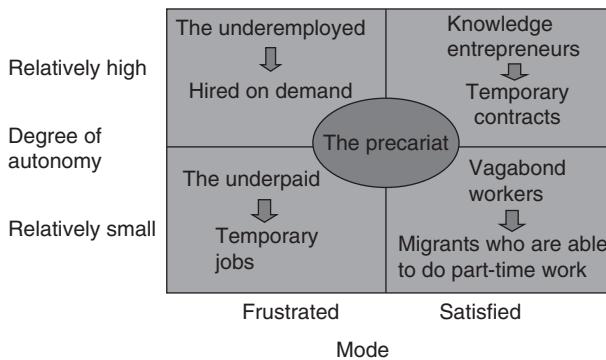 The underemployed
Hired on demand
Knowledge
entrepreneurs
Temporary
contracts
Relatively high
Degree of
autonomy
The precariat
The underpaid
Temporary
jobs
Vagabond
workers
Migrants who are able
to do part-time work
Relatively small
Frustrated
Satisfied
Mode